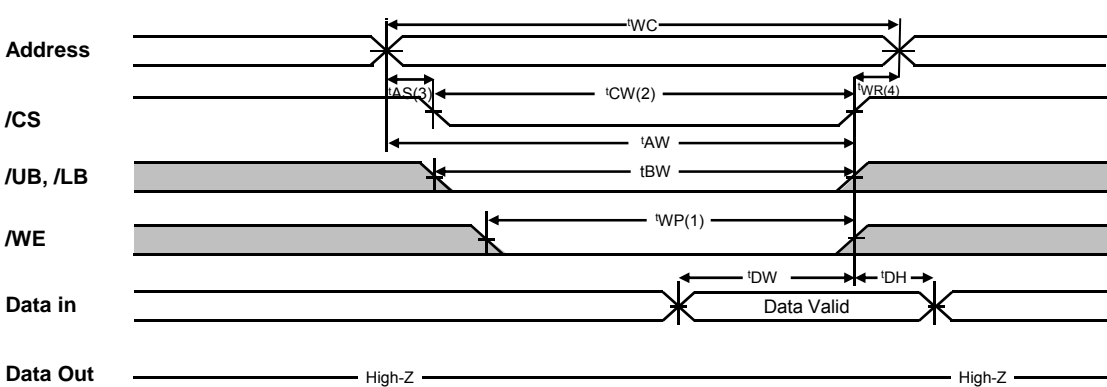 tWC
Address
tAS(3) tCW(2) tWR(4)
/CS
tAW
/UB, /LB tBW
tWP(1)
/WE
tDW tDH
Data in Data Valid
Data Out High-Z High-Z